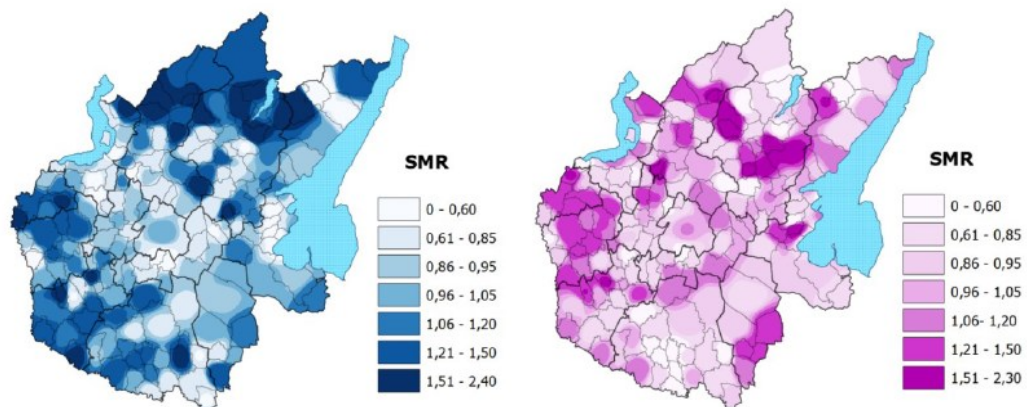 SMR
0 - 0,60
0,61 - 0,85
0,86 - 0,95
0,96 - 1,05
1,06 - 1,20
1,21 - 1,50
1,51 - 2,40
SMR
0 - 0,60
0,61 - 0,85
0,86 - 0,95
0,96 - 1,05
1,06- 1,20
1,21 - 1,50
1,51 - 2,30